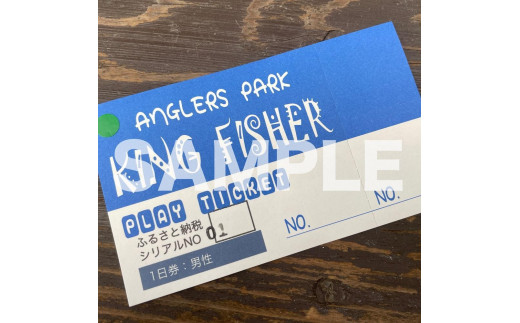 ANGLERS PARK
KING FISHER
SAMPLE
PLAY TICKET
ふるさと納税
シリアルNO 01
1日券：男性
NO.
NO.